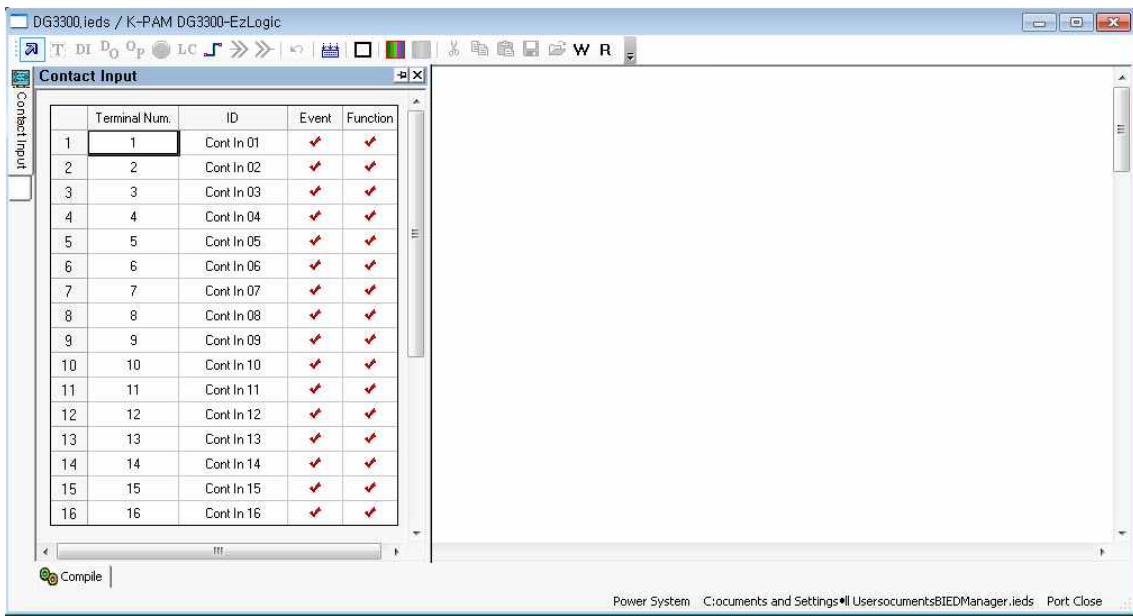 DG3300.ieds / K-PAM DG3300-EzLogic
T DI DO OP LC W R
Contact Input
Contact Input
Terminal Num. ID Event Function
1 1 Cont In 01
2 2 Cont In 02
3 3 Cont In 03
4 4 Cont In 04
5 5 Cont In 05
6 6 Cont In 06
7 7 Cont In 07
8 8 Cont In 08
9 9 Cont In 09
10 10 Cont In 10
11 11 Cont In 11
12 12 Cont In 12
13 13 Cont In 13
14 14 Cont In 14
15 15 Cont In 15
16 16 Cont In 16
Compile
Power System C:ocuments and Settings•ll UsersocumentsBIEDManager.ieds Port Close